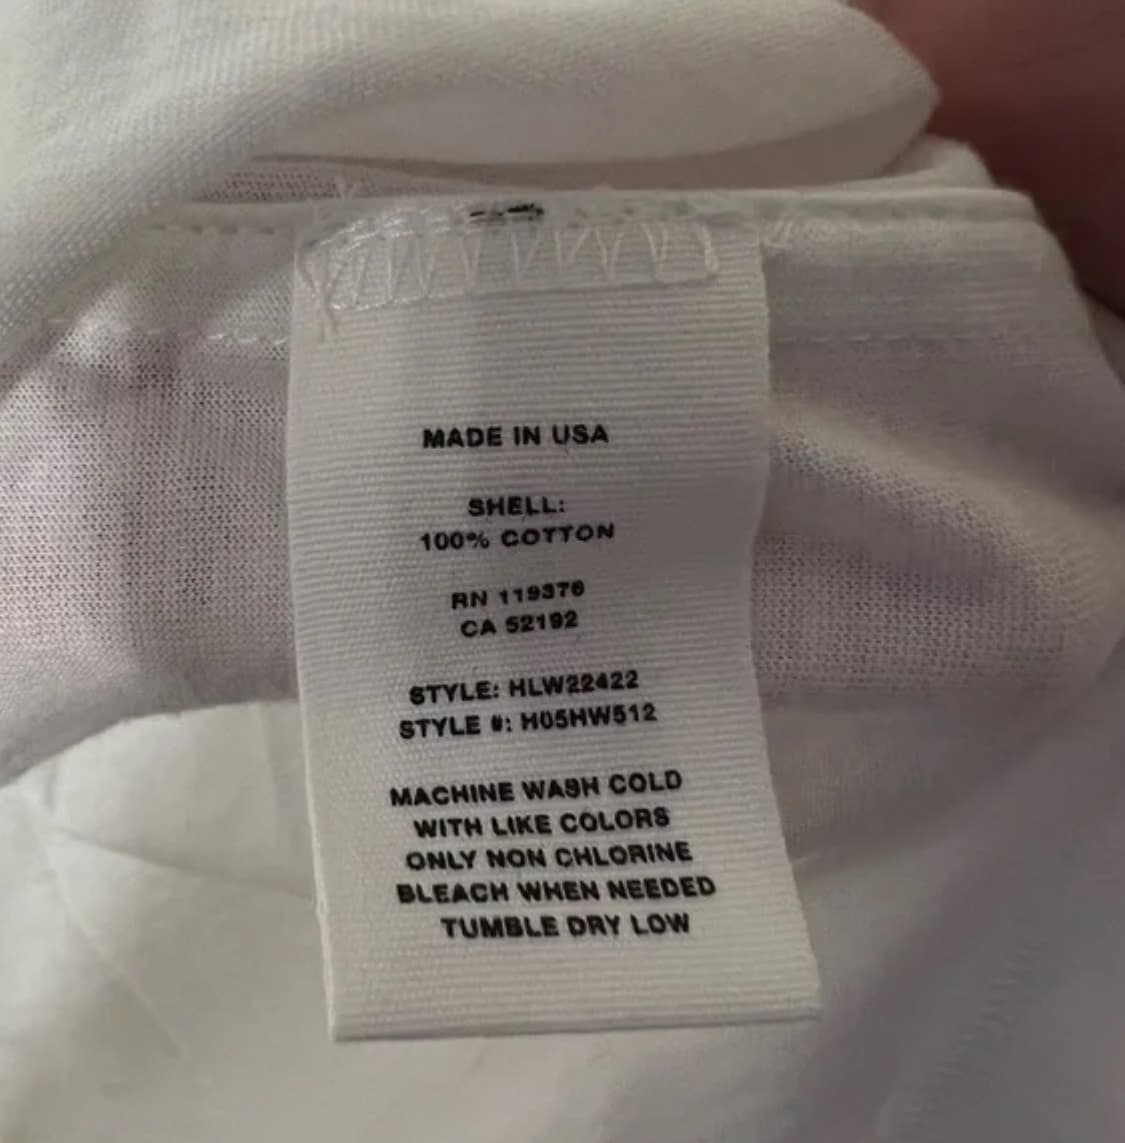 MADE IN USA
SHELL:
100% COTTON
RN 119376
CA 52192
STYLE: HLW22422
STYLE #: H05HW512
MACHINE WASH COLD
WITH LIKE COLORS
ONLY NON CHLORINE
BLEACH WHEN NEEDED
TUMBLE DRY LOW